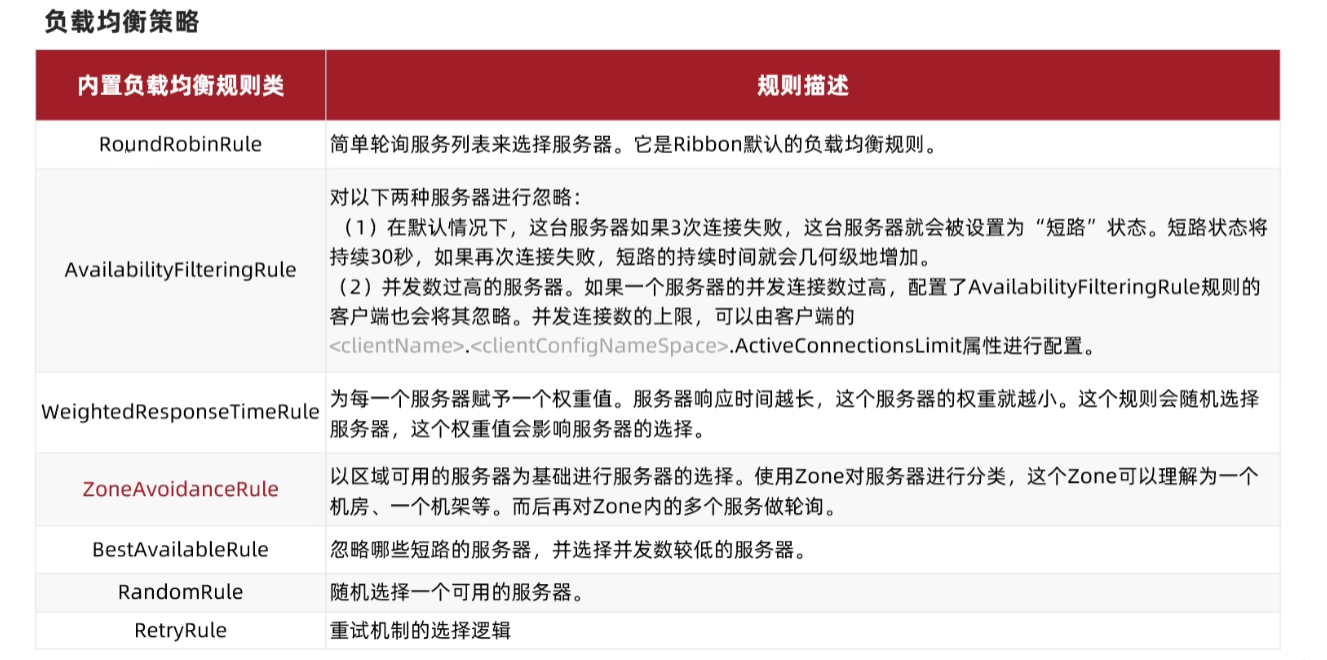 负载均衡策略
内置负载均衡规则类
规则描述
RoundRobinRule
简单轮询服务列表来选择服务器。它是Ribbon默认的负载均衡规则。
AvailabilityFilteringRule
对以下两种服务器进行忽略：
（1）在默认情况下，这台服务器如果3次连接失败，这台服务器就会被设置为“短路”状态。短路状态将
持续30秒，如果再次连接失败，短路的持续时间就会几何级地增加。
（2）并发数过高的服务器。如果一个服务器的并发连接数过高，配置了AvailabilityFilteringRule规则的
客户端也会将其忽略。并发连接数的上限，可以由客户端的
<clientName>.<clientConfigNameSpace>.ActiveConnectionsLimit属性进行配置。
WeightedResponseTimeRule
为每一个服务器赋予一个权重值。服务器响应时间越长，这个服务器的权重就越小。这个规则会随机选择
服务器，这个权重值会影响服务器的选择。
ZoneAvoidanceRule
以区域可用的服务器为基础进行服务器的选择。使用Zone对服务器进行分类，这个Zone可以理解为一个
机房、一个机架等。而后再对Zone内的多个服务做轮询。
BestAvailableRule
忽略哪些短路的服务器，并选择并发数较低的服务器。
RandomRule
随机选择一个可用的服务器。
RetryRule
重试机制的选择逻辑